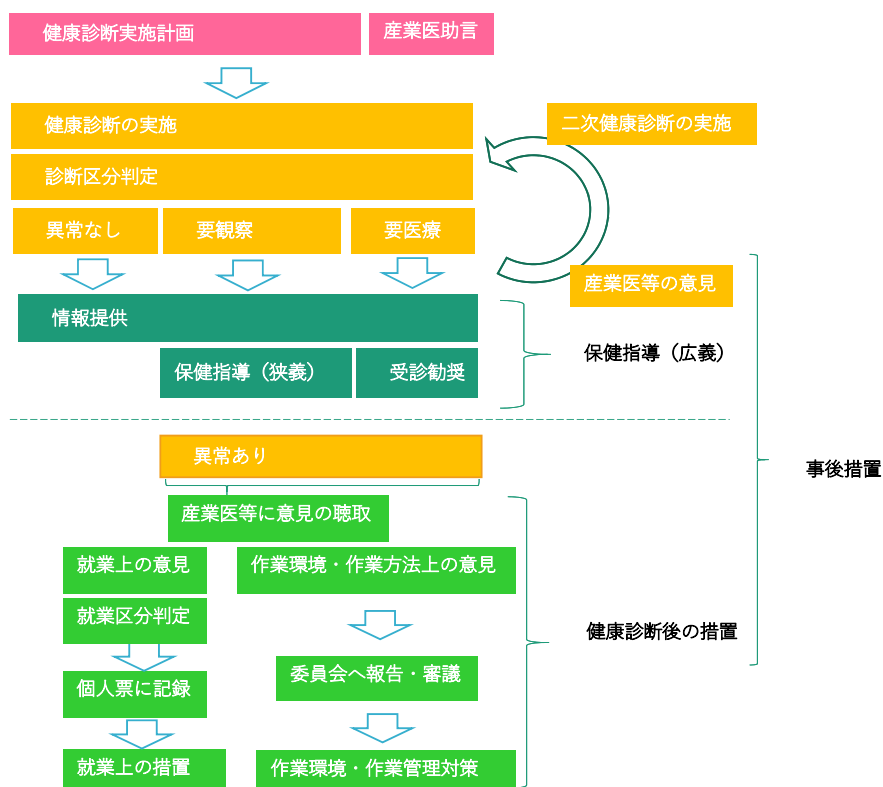 健康診断実施計画
産業医助言
健康診断の実施
二次健康診断の実施
診断区分判定
異常なし
要観察
要医療
産業医等の意見
情報提供
保健指導（広義）
保健指導（狭義）
受診勧奨
異常あり
事後措置
産業医等に意見の聴取
就業上の意見
作業環境・作業方法上の意見
就業区分判定
健康診断後の措置
委員会へ報告・審議
個人票に記録
就業上の措置
作業環境・作業管理対策